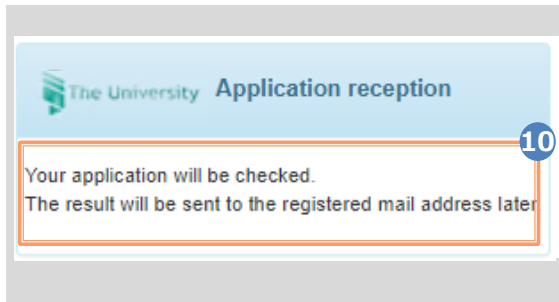 The University Application reception
10
Your application will be checked.
The result will be sent to the registered mail address later